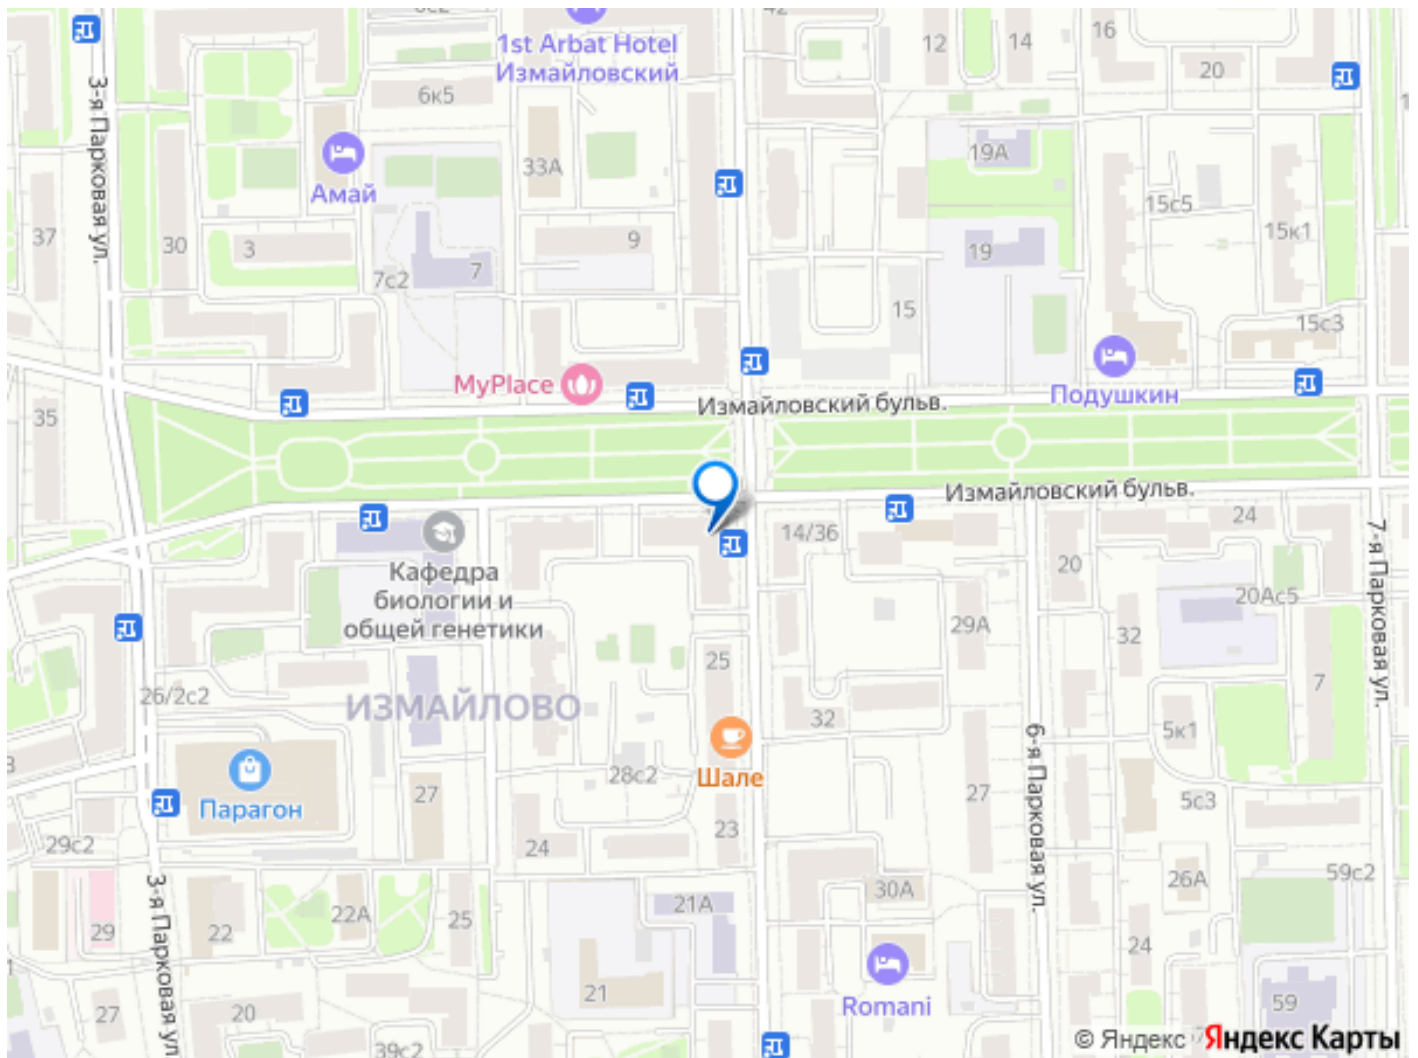 42
12
14
16
20
6с2
1st Arbat Hotel
Измайловский
6к5
3-я Парковая ул.
33А
19А
Амай
15с5
37
30
3
9
15к1
7с2
7
19
15
15с3
MyPlace
Подушкин
Измайловский бульв.
35
Измайловский бульв.
24
14/36
20
7-я Парковая ул.
Кафедра
биологии и
общей генетики
20Ас5
29А
32
25
26/2с2
ИЗМАЙЛОВО
32
7
5к1
6-я Парковая ул.
Шале
28с2
Парагон
27
27
5с3
23
29с2
24
59с2
3-я Парковая ул.
30А
26А
21А
22А
29
22
25
24
21
59
Romani
27
20
39с2
© Яндекс
Яндекс Карты